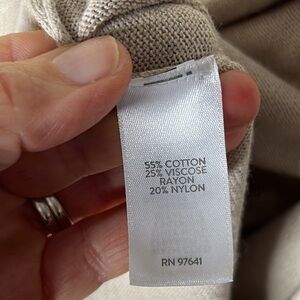 55% COTTON
25% VISCOSE
RAYON
20% NYLON
RN 97641